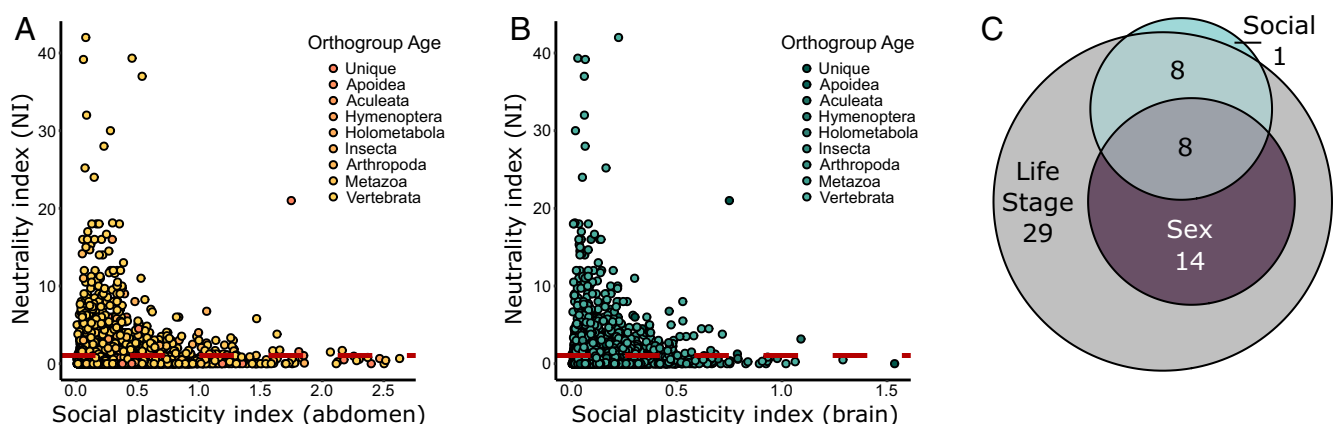 A
Neutrality index (NI)
40
30
20
10
0
0.0 0.5 1.0 1.5 2.0 2.5
Social plasticity index (abdomen)
Orthogroup Age
Unique
Apoidea
Aculeata
Hymenoptera
Holometabola
Insecta
Arthropoda
Metazoa
Vertebrata
B
Neutrality index (NI)
40
30
20
10
0
0.0 0.5 1.0 1.5
Social plasticity index (brain)
Orthogroup Age
Unique
Apoidea
Aculeata
Hymenoptera
Holometabola
Insecta
Arthropoda
Metazoa
Vertebrata
C
Social
1
8
8
Life
Stage
29
Sex
14